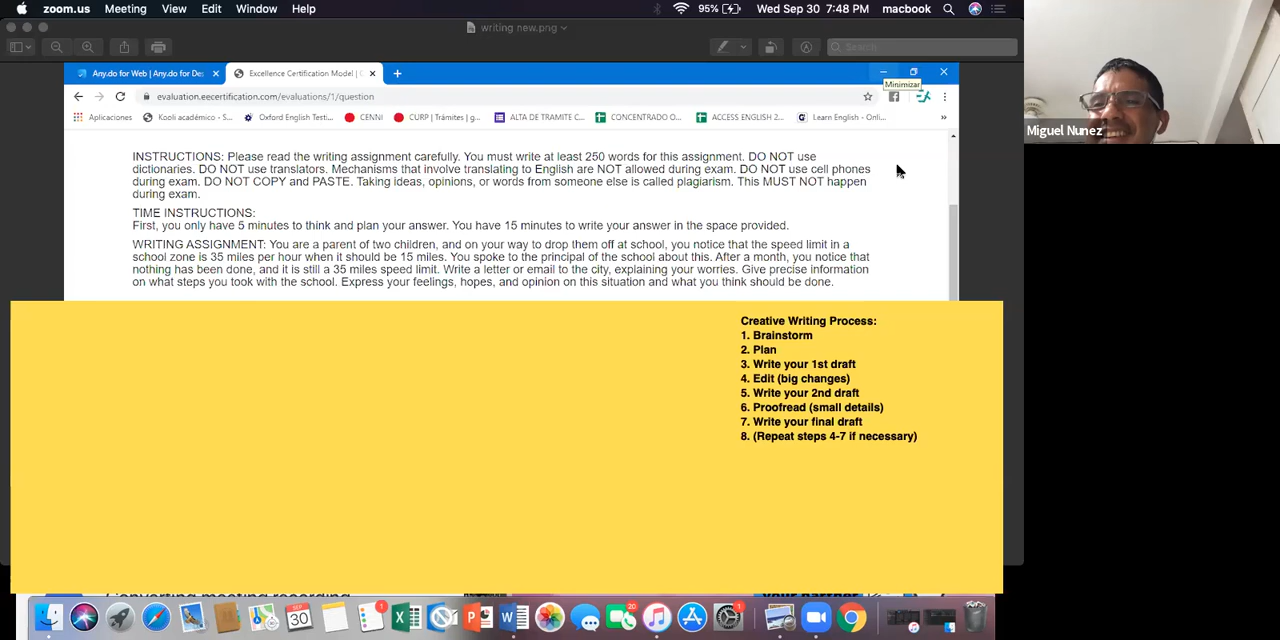 zoom.us Meeting View Edit Window Help 95% Wed Sep 30 7:48 PM macbook
writing new.png
Search
Any.do for Web | Any.do for Des Excellence Certification Model | C
Minimizar
evaluation.eecertification.com/evaluations/1/question
Aplicaciones Kooli académico - S... Oxford English Testi... CENNI CURP | Trámites | g... ALTA DE TRAMITE C... CONCENTRADO O... ACCESS ENGLISH 2... Learn English - Onli... »
Miguel Nunez
INSTRUCTIONS: Please read the writing assignment carefully. You must write at least 250 words for this assignment. DO NOT use
dictionaries. DO NOT use translators. Mechanisms that involve translating to English are NOT allowed during exam. DO NOT use cell phones
during exam. DO NOT COPY and PASTE. Taking ideas, opinions, or words from someone else is called plagiarism. This MUST NOT happen
during exam.
TIME INSTRUCTIONS:
First, you only have 5 minutes to think and plan your answer. You have 15 minutes to write your answer in the space provided.
WRITING ASSIGNMENT: You are a parent of two children, and on your way to drop them off at school, you notice that the speed limit in a
school zone is 35 miles per hour when it should be 15 miles. You spoke to the principal of the school about this. After a month, you notice that
nothing has been done, and it is still a 35 miles speed limit. Write a letter or email to the city, explaining your worries. Give precise information
on what steps you took with the school. Express your feelings, hopes, and opinion on this situation and what you think should be done.
Creative Writing Process:
1. Brainstorm
2. Plan
3. Write your 1st draft
4. Edit (big changes)
5. Write your 2nd draft
6. Proofread (small details)
7. Write your final draft
8. (Repeat steps 4-7 if necessary)
SEP
30
1
20
1